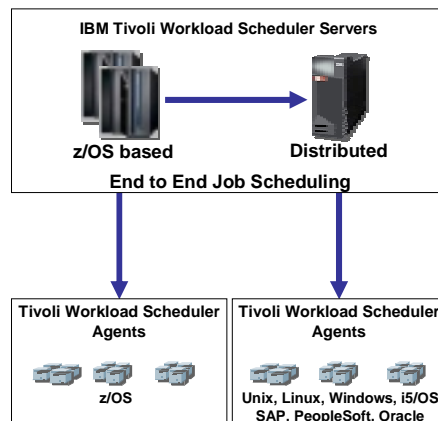 IBM Tivoli Workload Scheduler Servers
z/OS based
Distributed
End to End Job Scheduling
Tivoli Workload Scheduler
Agents
z/OS
Tivoli Workload Scheduler
Agents
Unix, Linux, Windows, i5/OS
SAP, PeopleSoft, Oracle